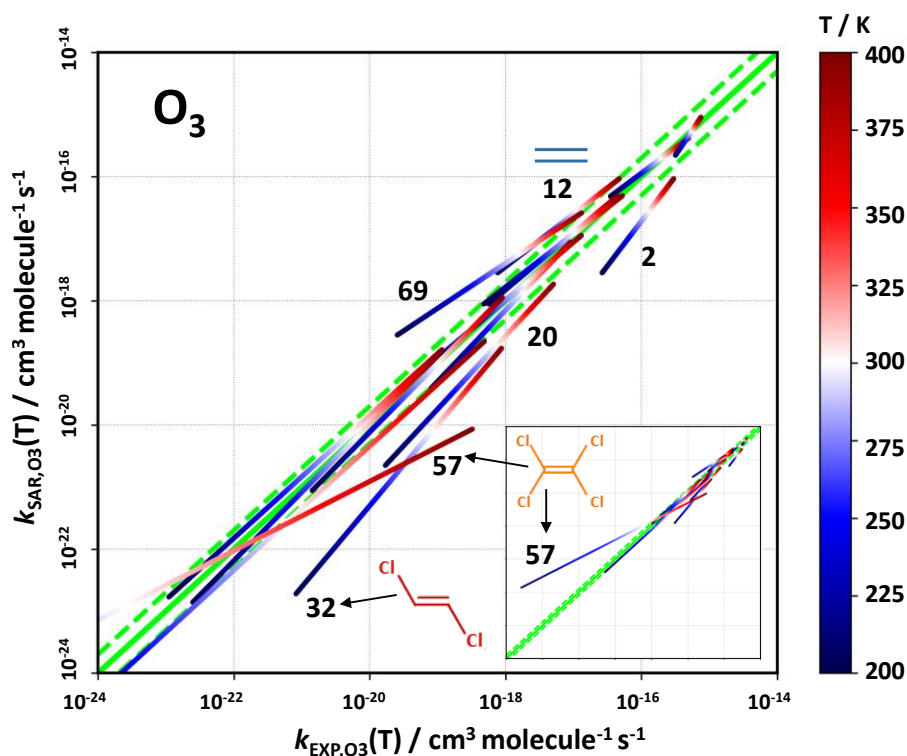 T / K
O₃
10⁻¹⁴
10⁻¹⁶
10⁻¹⁸
10⁻²⁰
10⁻²²
10⁻²⁴
k_SAR,O3(T) / cm³ molecule⁻¹ s⁻¹
12
2
69
20
57
32
Cl
Cl
Cl
Cl
Cl
Cl
57
10⁻²⁴
10⁻²²
10⁻²⁰
10⁻¹⁸
10⁻¹⁶
10⁻¹⁴
k_EXP,O3(T) / cm³ molecule⁻¹ s⁻¹
400
375
350
325
300
275
250
225
200